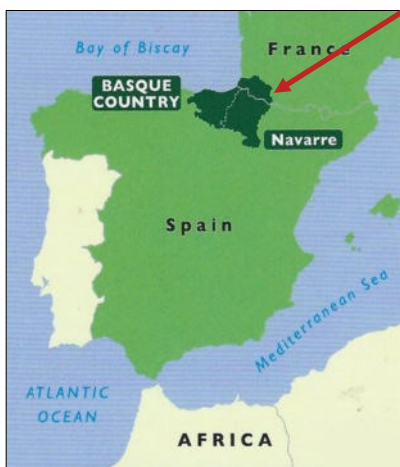 Bay of Biscay
France
BASQUE
COUNTRY
Navarre
Spain
Mediterranean Sea
ATLANTIC
OCEAN
AFRICA